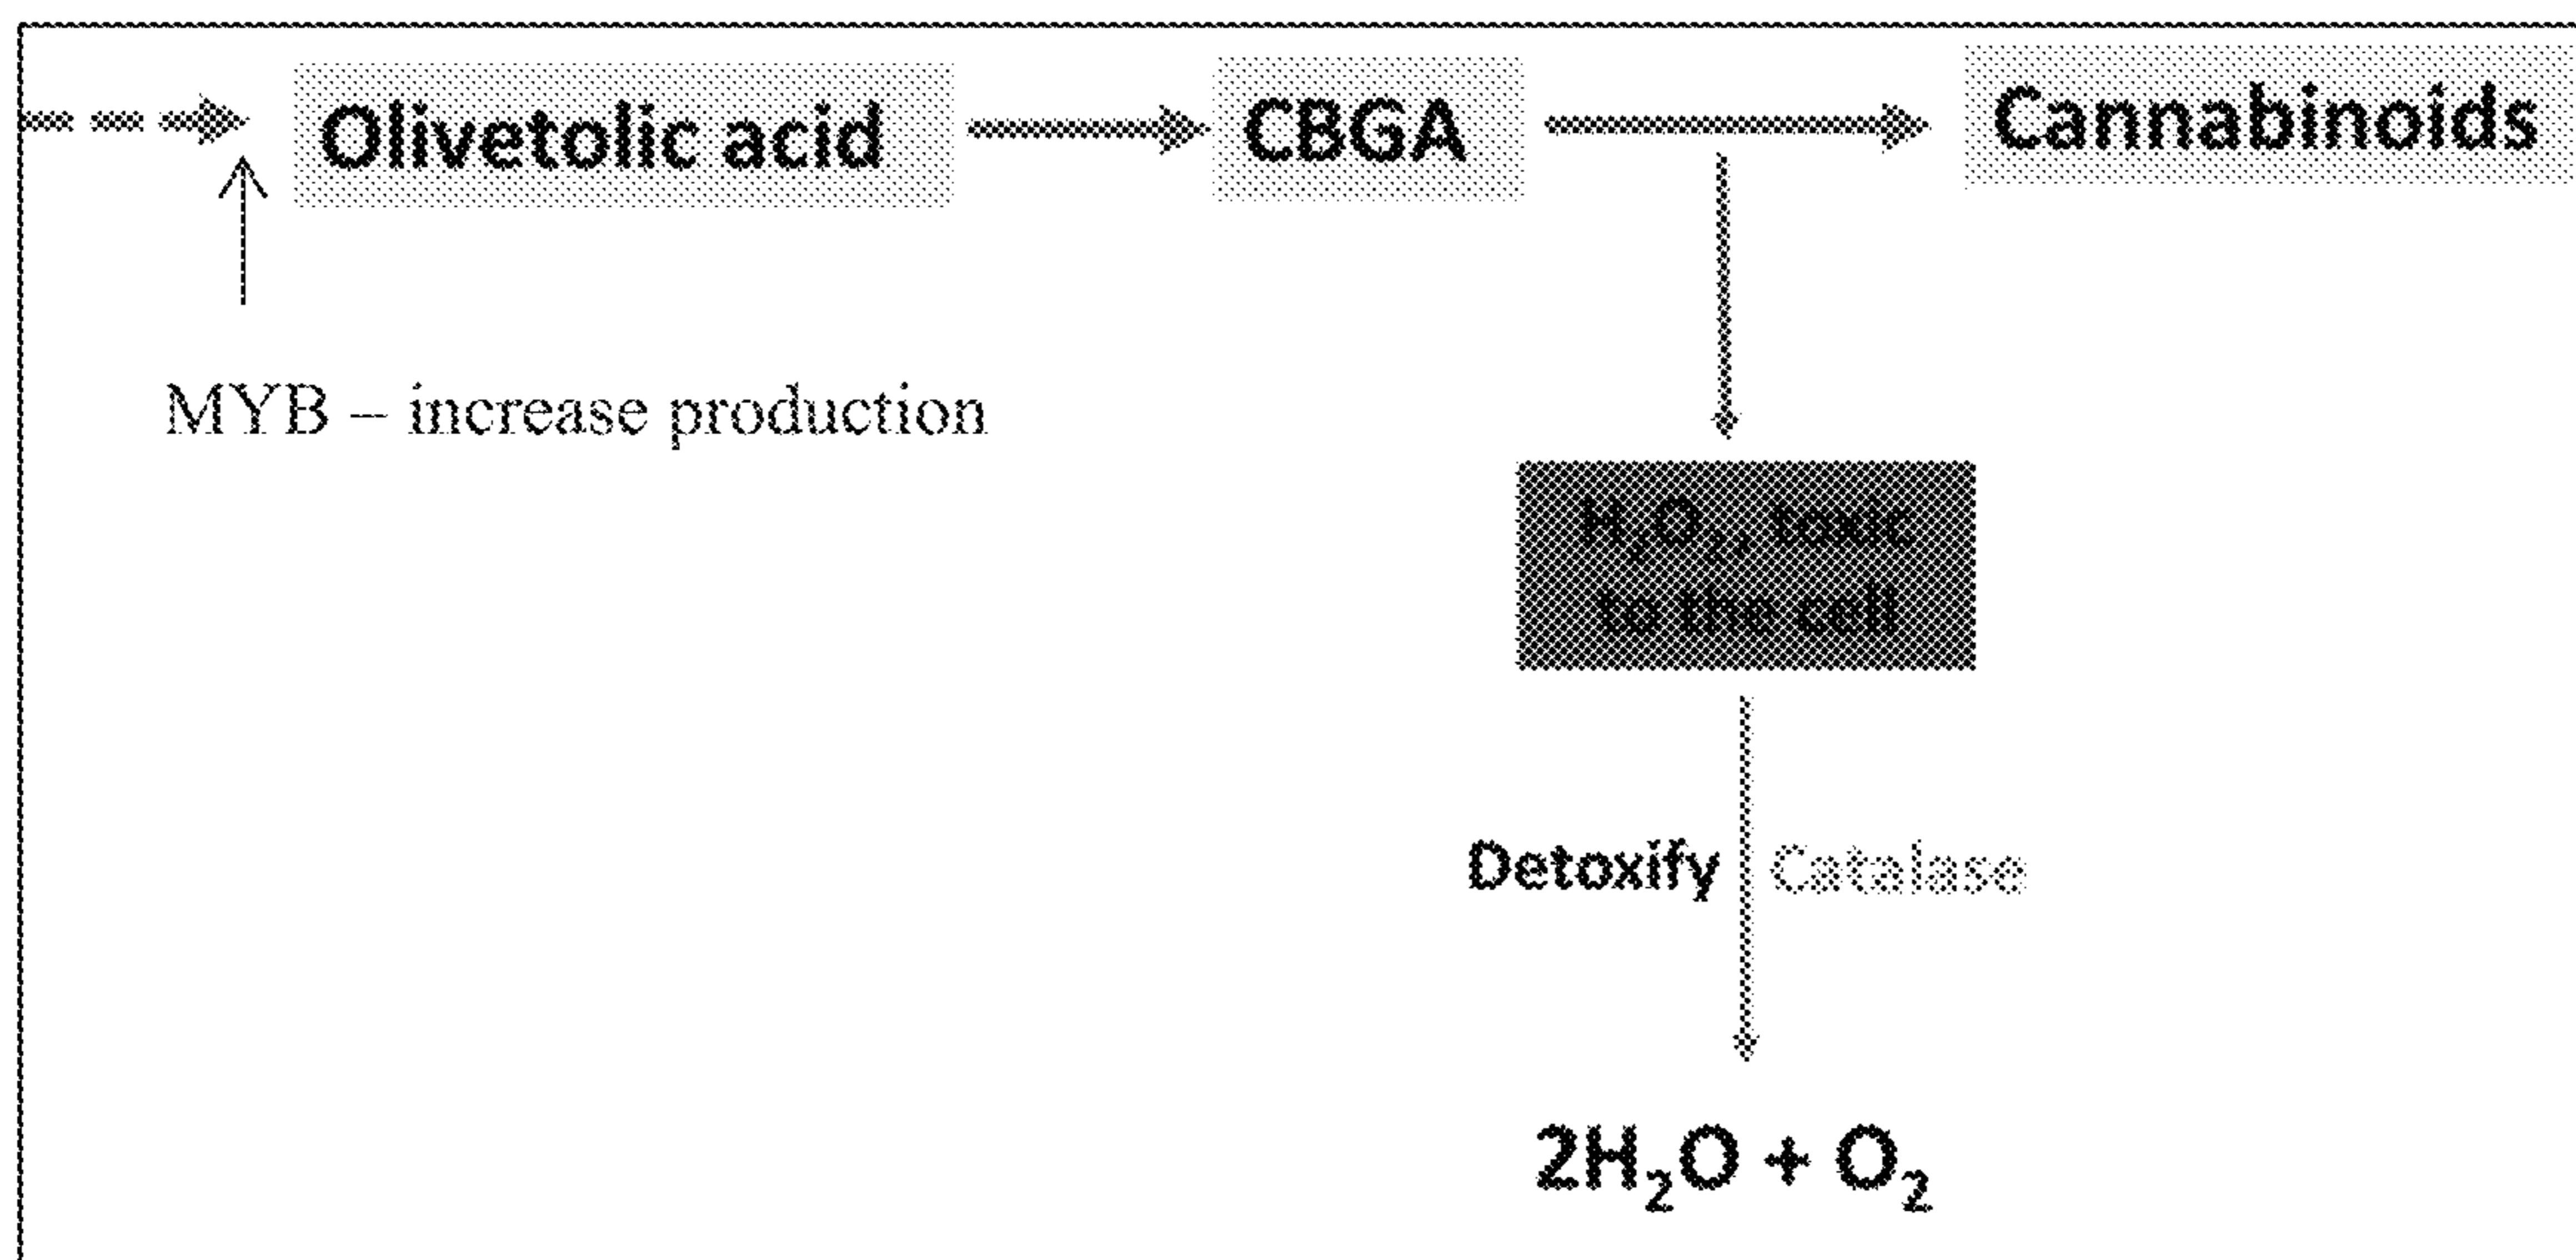 Olivetolic acid
CBGA
Cannabinoids
MYB – increase production
H₂O₂, toxic
to the cell
Detoxify
Catalase
2H₂O + O₂